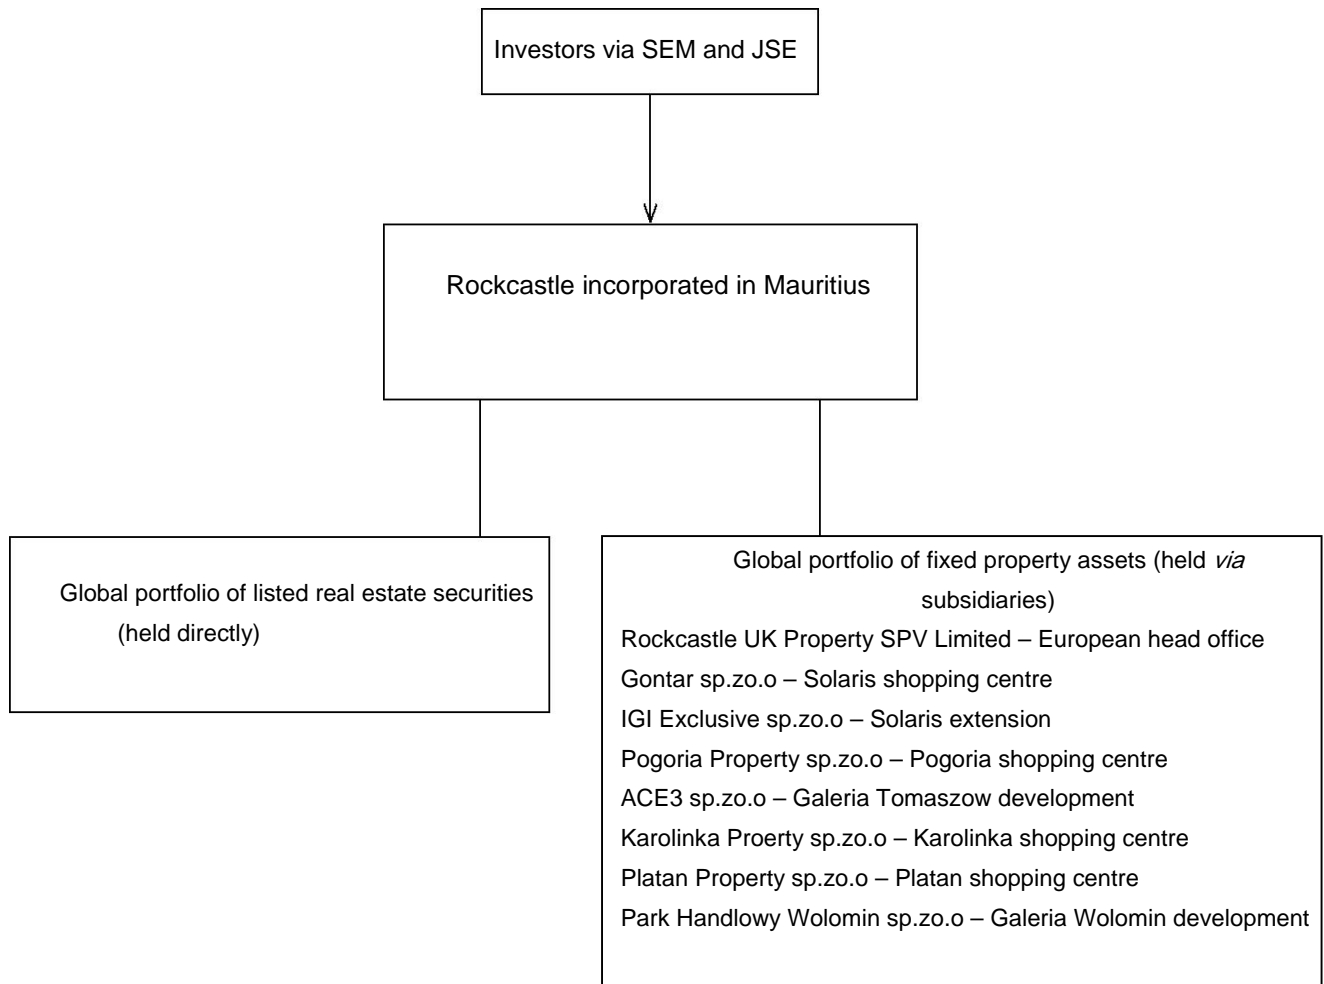 Investors via SEM and JSE
Rockcastle incorporated in Mauritius
Global portfolio of listed real estate securities
(held directly)
Global portfolio of fixed property assets (held via
subsidiaries)
Rockcastle UK Property SPV Limited – European head office
Gontar sp.zo.o – Solaris shopping centre
IGI Exclusive sp.zo.o – Solaris extension
Pogoria Property sp.zo.o – Pogoria shopping centre
ACE3 sp.zo.o – Galeria Tomaszow development
Karolinka Proerty sp.zo.o – Karolinka shopping centre
Platan Property sp.zo.o – Platan shopping centre
Park Handlowy Wolomin sp.zo.o – Galeria Wolomin development